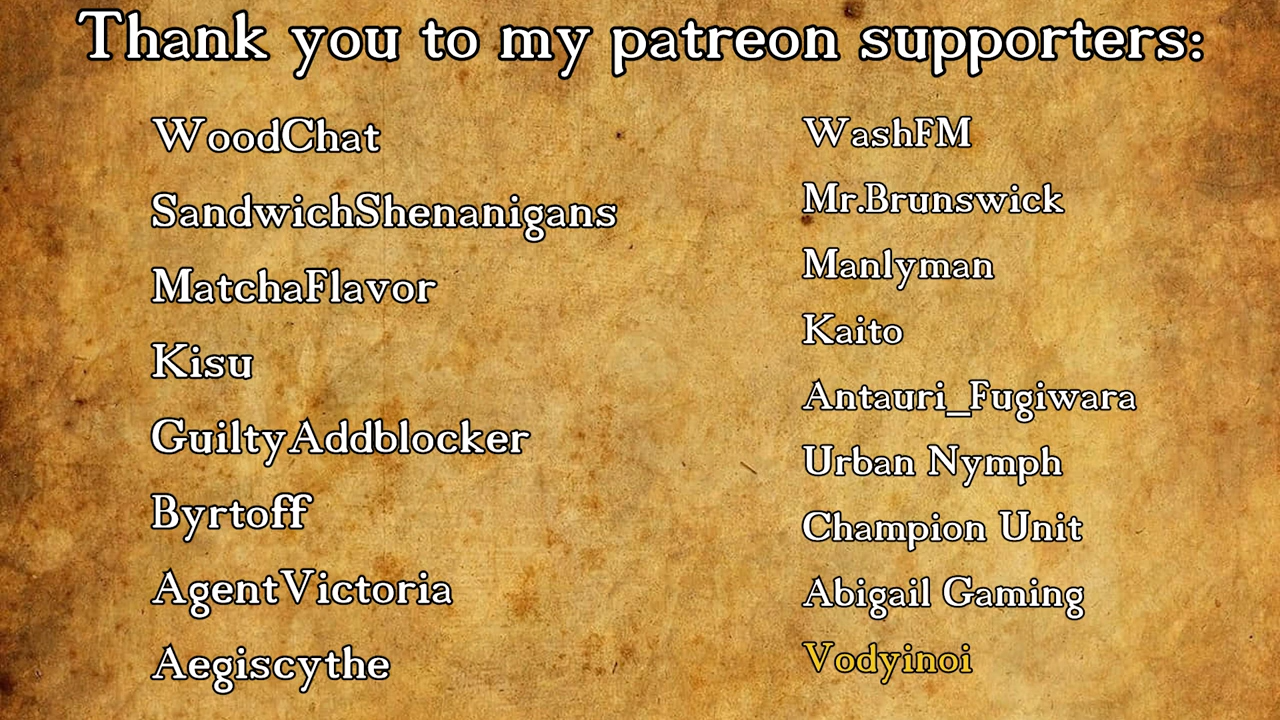 Thank you to my patreon supporters:
WoodChat
SandwichShenanigans
MatchaFlavor
Kisu
GuiltyAddblocker
Byrtoff
AgentVictoria
Aegiscythe
WashFM
Mr.Brunswick
Manlyman
Kaito
Antauri_Fugiwara
Urban Nymph
Champion Unit
Abigail Gaming
Vodyinoi